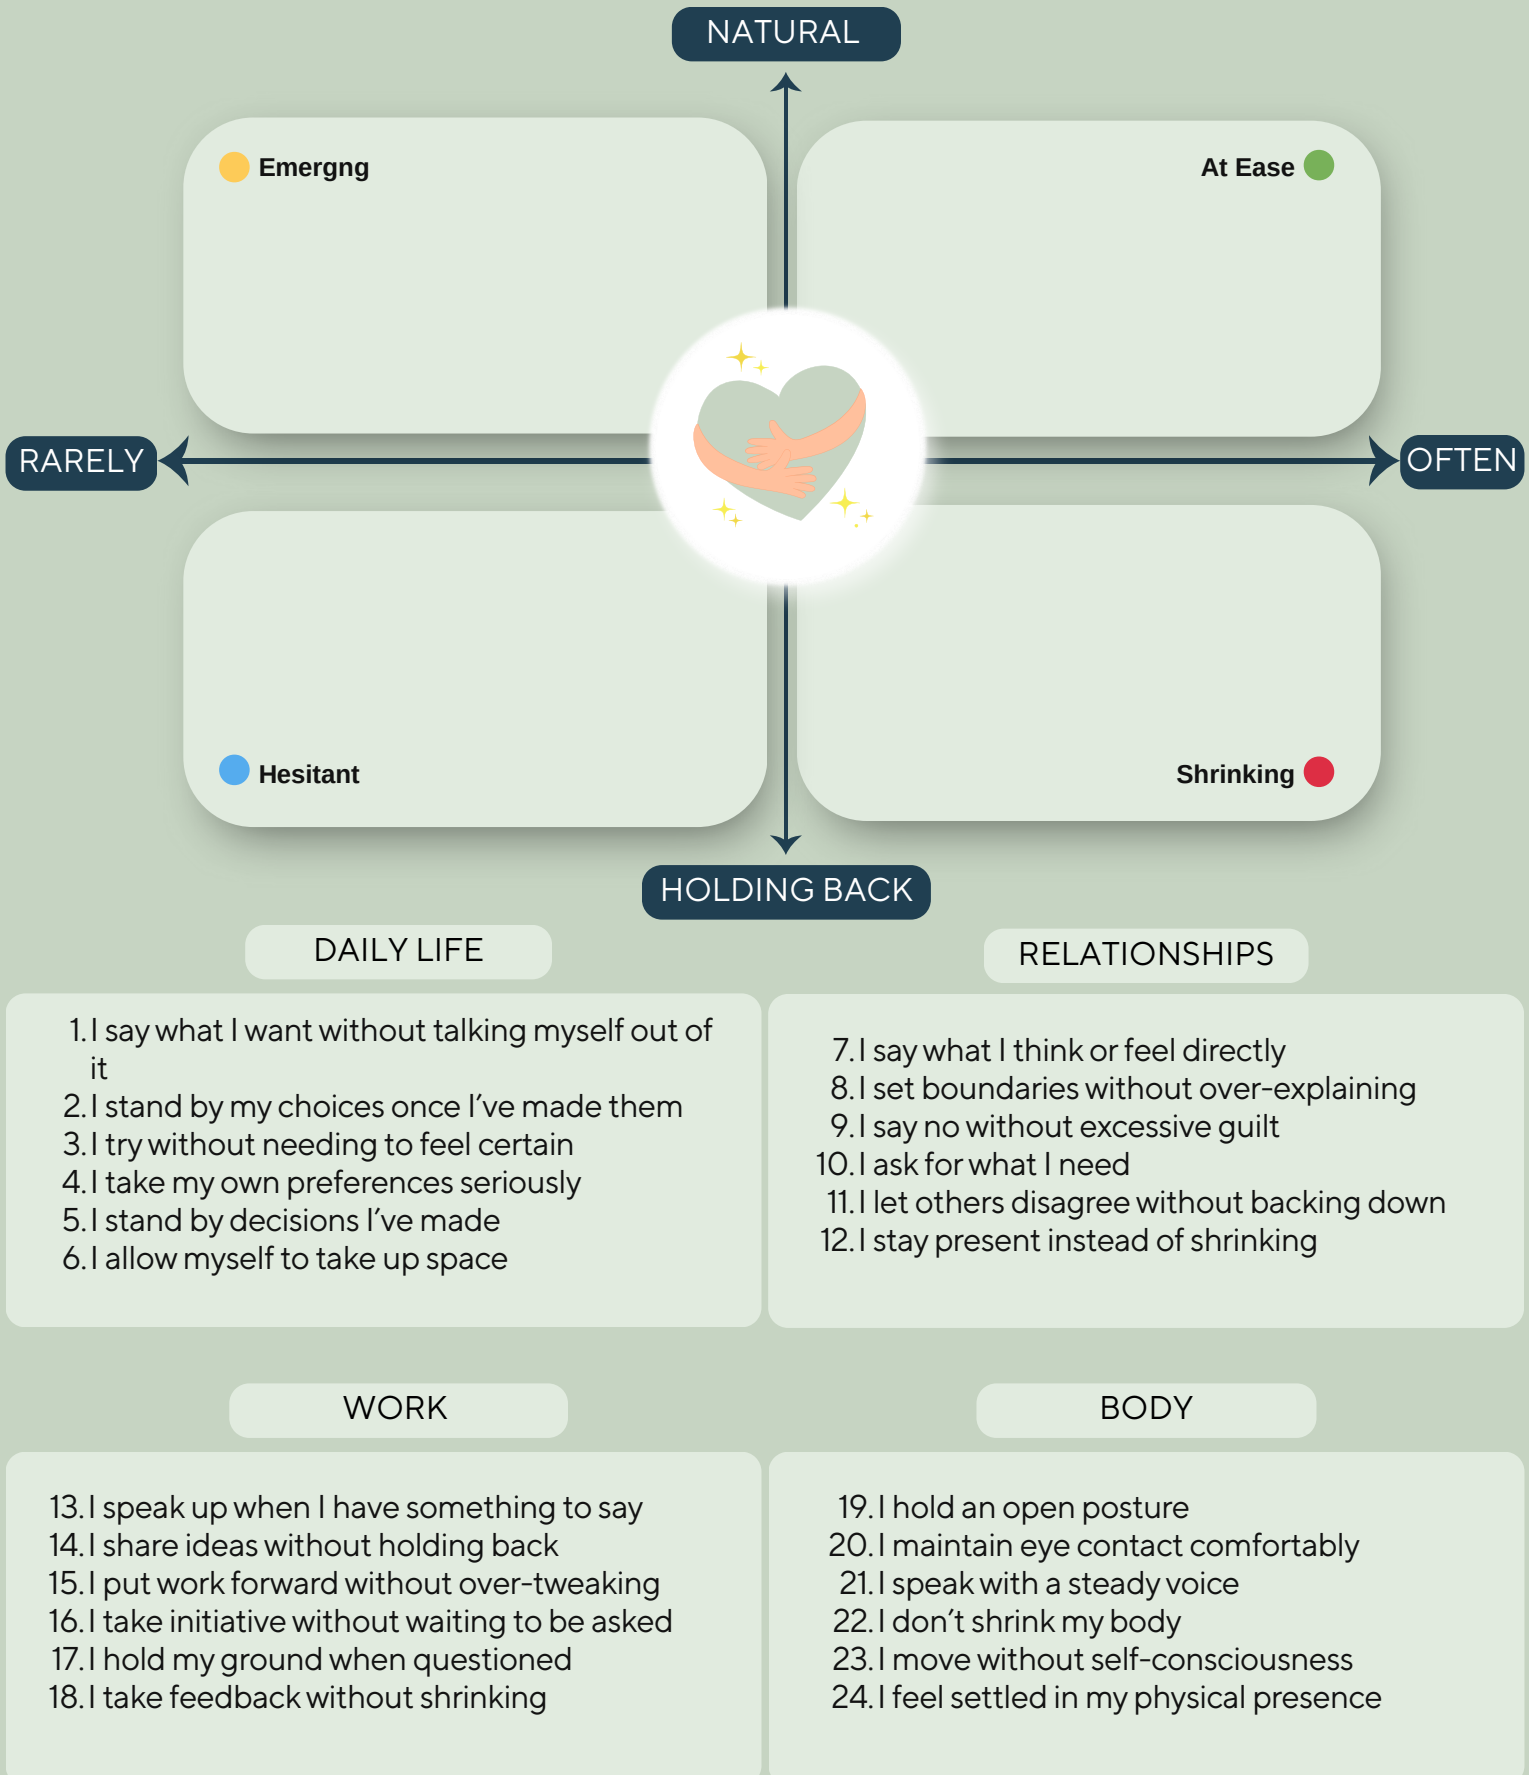 NATURAL
Emergng
At Ease
RARELY
OFTEN
Hesitant
Shrinking
HOLDING BACK
DAILY LIFE
1. I say what I want without talking myself out of
it
2. I stand by my choices once I've made them
3. I try without needing to feel certain
4. I take my own preferences seriously
5. I stand by decisions I've made
6. I allow myself to take up space
RELATIONSHIPS
7. I say what I think or feel directly
8. I set boundaries without over-explaining
9. I say no without excessive guilt
10. I ask for what I need
11. I let others disagree without backing down
12. I stay present instead of shrinking
WORK
13. I speak up when I have something to say
14. I share ideas without holding back
15. I put work forward without over-tweaking
16. I take initiative without waiting to be asked
17. I hold my ground when questioned
18. I take feedback without shrinking
BODY
19. I hold an open posture
20. I maintain eye contact comfortably
21. I speak with a steady voice
22. I don't shrink my body
23. I move without self-consciousness
24. I feel settled in my physical presence